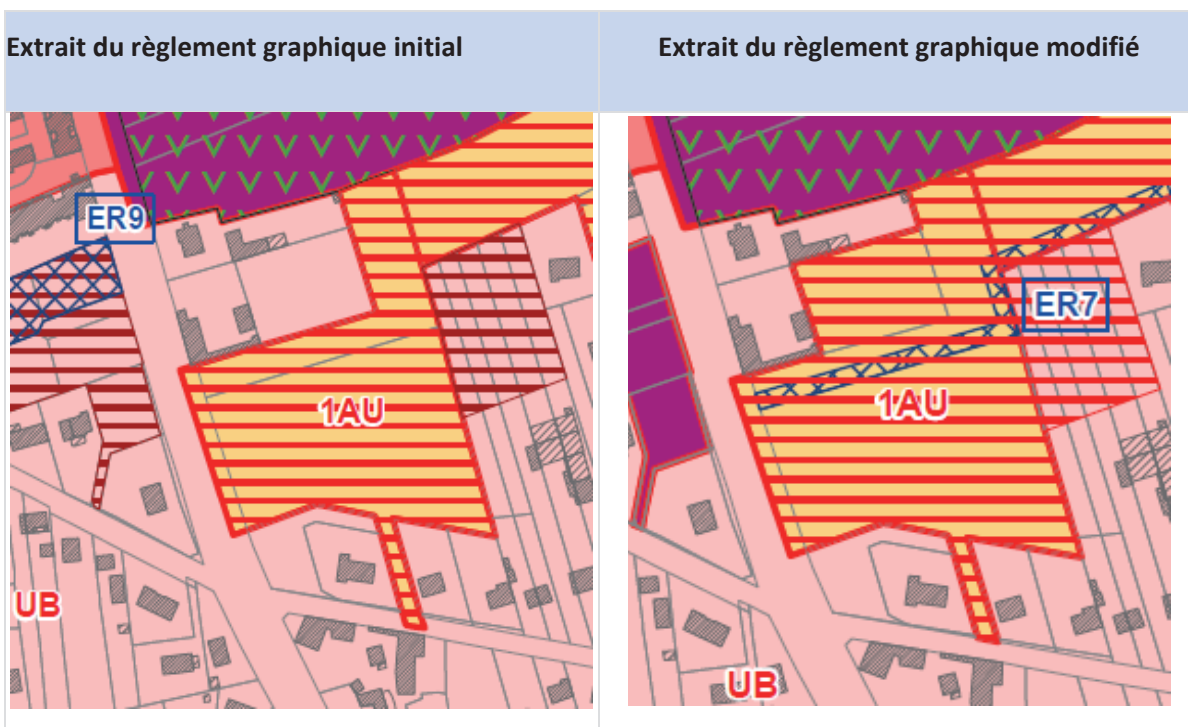 Extrait du règlement graphique initial
Extrait du règlement graphique modifié
ER9
1AU
UB
ER7
1AU
UB